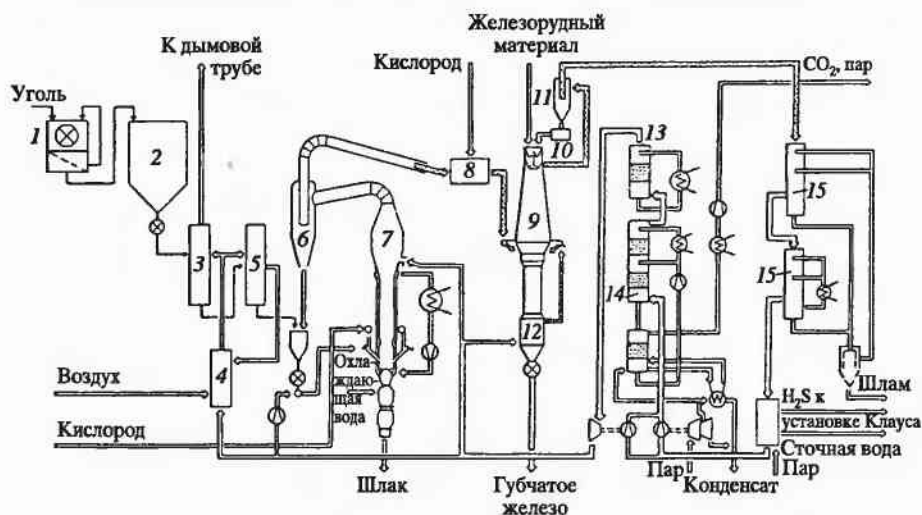 К дымовой
трубе
Железорудный
материал
Кислород
CO₂, пар
Уголь
1
2
3
4
5
6
7
8
9
10
11
12
13
14
15
15
Охла-
ждаю-
щая
вода
Воздух
Кислород
Шлак
Губчатое
железо
Пар
Конденсат
Шлам
H₂S к
установке Клауса
Сточная вода
Пар